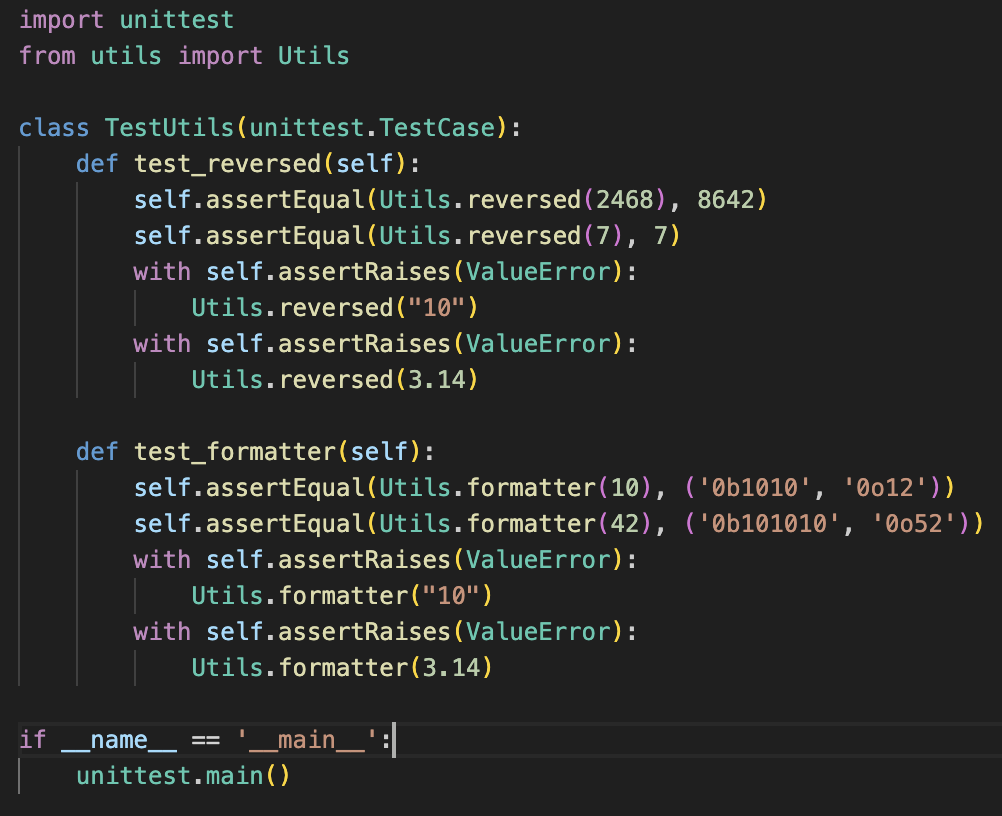 import unittest
from utils import Utils

class TestUtils(unittest.TestCase):
    def test_reversed(self):
        self.assertEqual(Utils.reversed(2468), 8642)
        self.assertEqual(Utils.reversed(7), 7)
        with self.assertRaises(ValueError):
            Utils.reversed("10")
        with self.assertRaises(ValueError):
            Utils.reversed(3.14)

    def test_formatter(self):
        self.assertEqual(Utils.formatter(10), ('0b1010', '0o12'))
        self.assertEqual(Utils.formatter(42), ('0b101010', '0o52'))
        with self.assertRaises(ValueError):
            Utils.formatter("10")
        with self.assertRaises(ValueError):
            Utils.formatter(3.14)

if __name__ == '__main__':
    unittest.main()